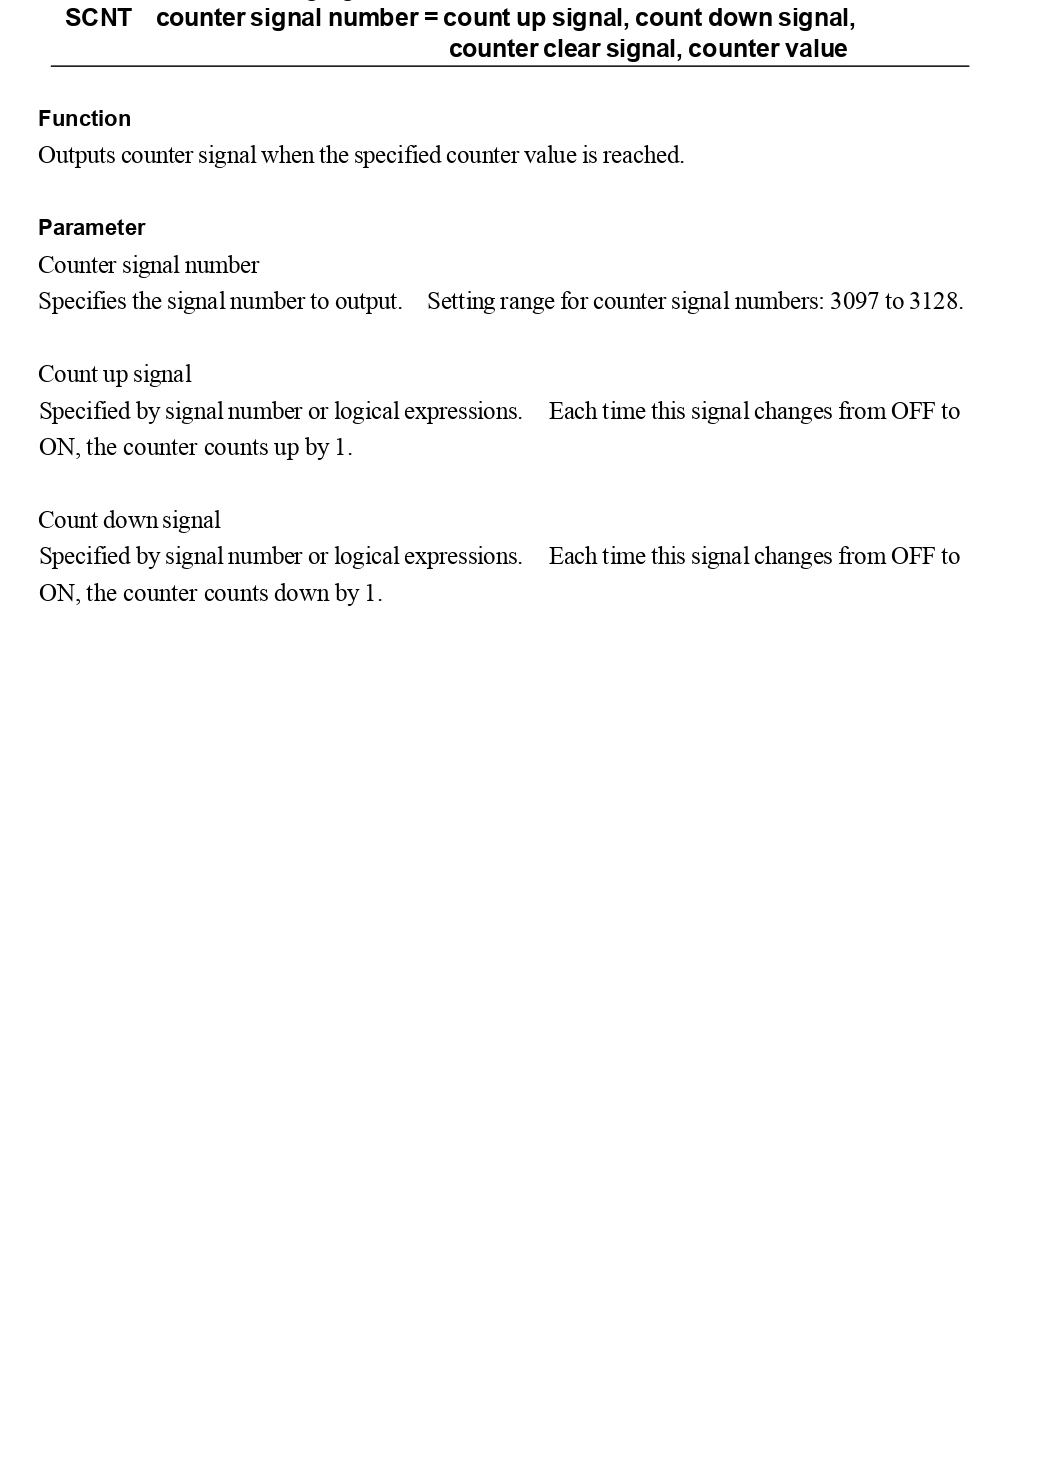 SCNT counter signal number = count up signal, count down signal,
counter clear signal, counter value
Function
Outputs counter signal when the specified counter value is reached.
Parameter
Counter signal number
Specifies the signal number to output. Setting range for counter signal numbers: 3097 to 3128.
Count up signal
Specified by signal number or logical expressions. Each time this signal changes from OFF to
ON, the counter counts up by 1.
Count down signal
Specified by signal number or logical expressions. Each time this signal changes from OFF to
ON, the counter counts down by 1.